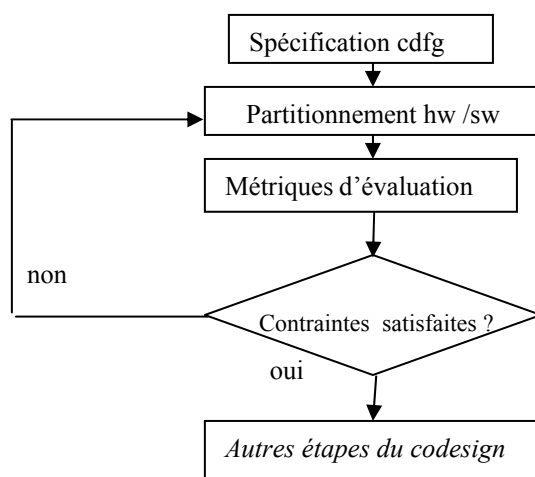 Spécification cdfg
Partitionnement hw /sw
Métriques d’évaluation
non
Contraintes satisfaites ?
oui
Autres étapes du codesign